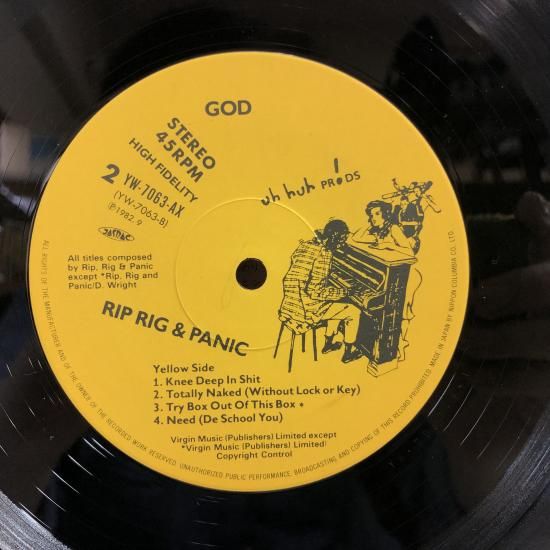 GOD
STEREO
45RPM
HIGH FIDELITY
2 YW-7063-AX
(YW-7063-B)
Ⓟ1982.9
JASRAC
uh huh PRODS
All titles composed
by Rip, Rig & Panic
except *Rip, Rig and
Panic/D. Wright
RIP RIG & PANIC
Yellow Side
1. Knee Deep In Shit
2. Totally Naked (Without Lock or Key)
3. Try Box Out Of This Box *
4. Need (De School You)
Virgin Music (Publishers) Limited except
*Virgin Music (Publishers) Limited)
Copyright Control
ALL RIGHTS OF THE MANUFACTURER AND OF THE OWNER OF THE RECORDED WORK RESERVED. UNAUTHORIZED PUBLIC PERFORMANCE, BROADCASTING AND COPYING OF THIS RECORD PROHIBITED. MADE IN JAPAN BY NIPPON COLUMBIA CO. LTD.